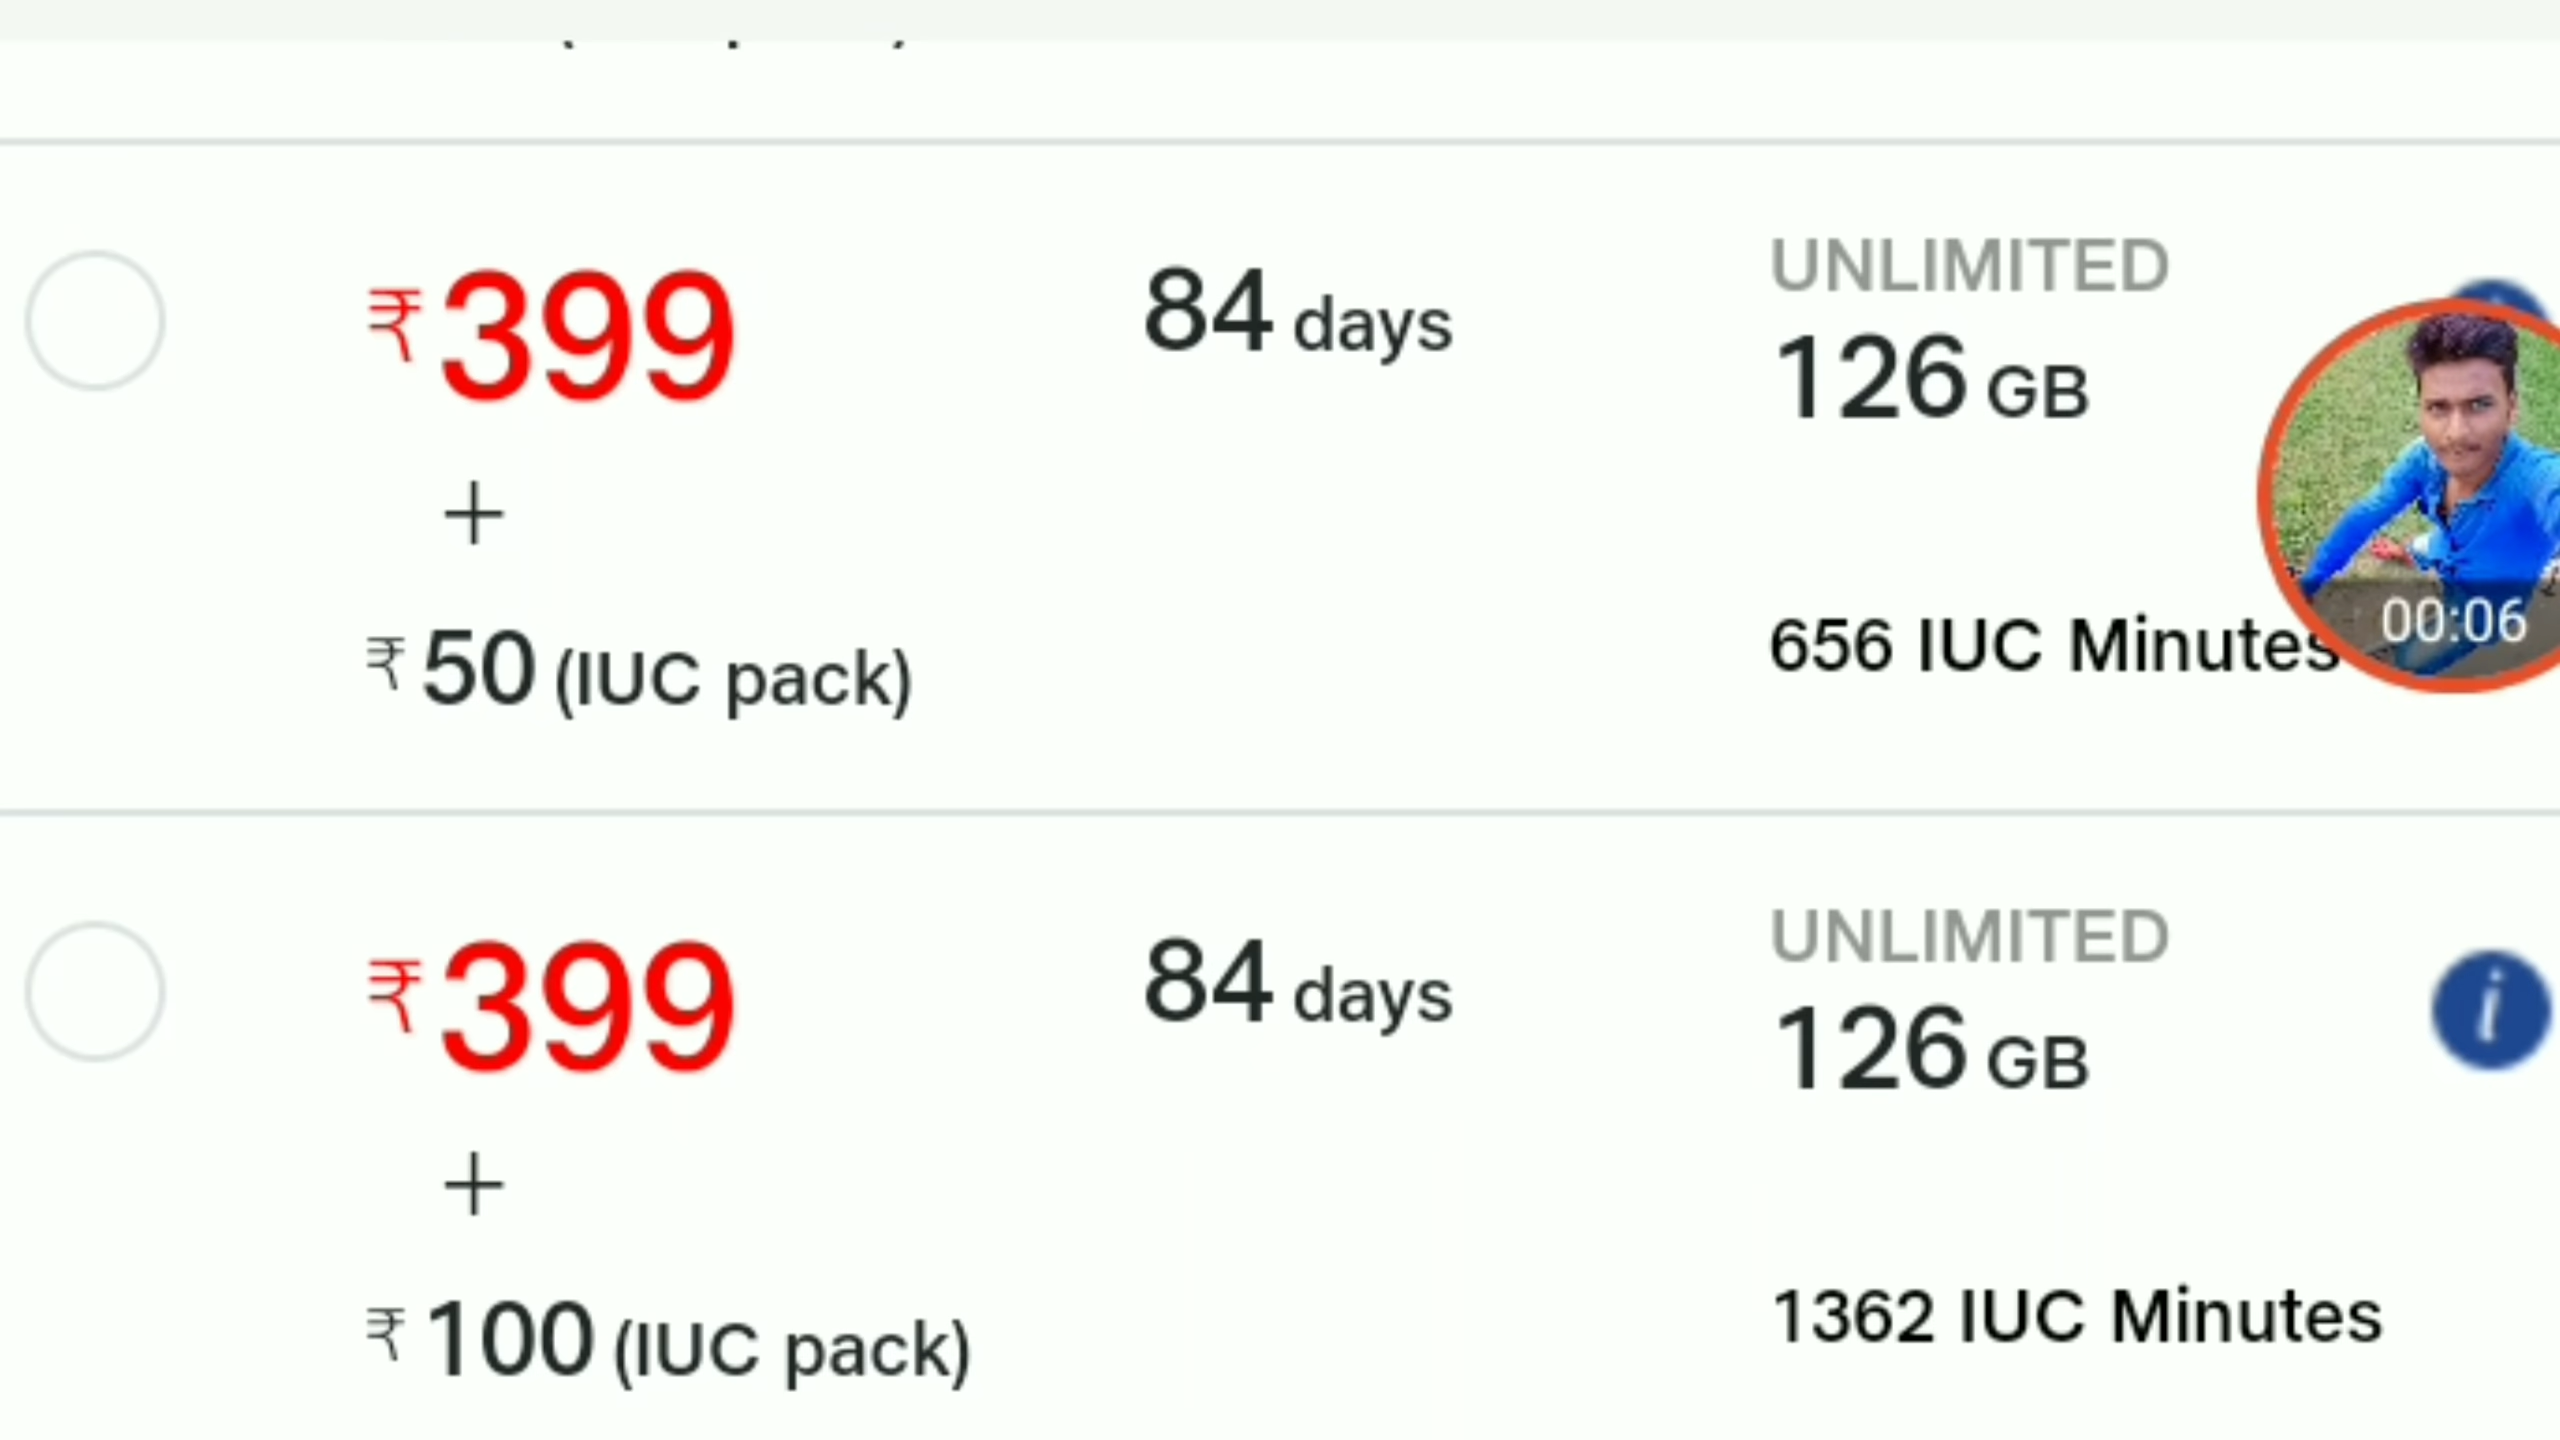 ₹399 84 days UNLIMITED
126 GB
+
₹50 (IUC pack) 656 IUC Minutes
00:06
₹399 84 days UNLIMITED
126 GB
i
+
₹100 (IUC pack) 1362 IUC Minutes